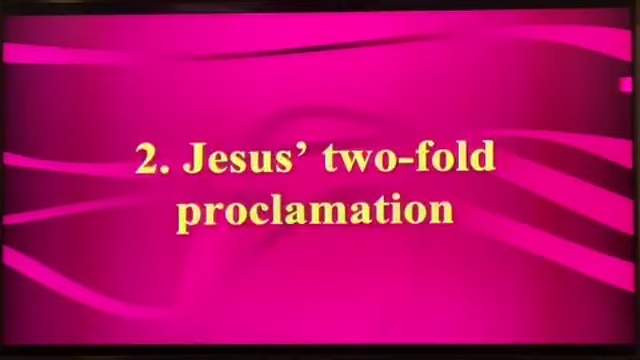 2. Jesus’ two-fold
proclamation